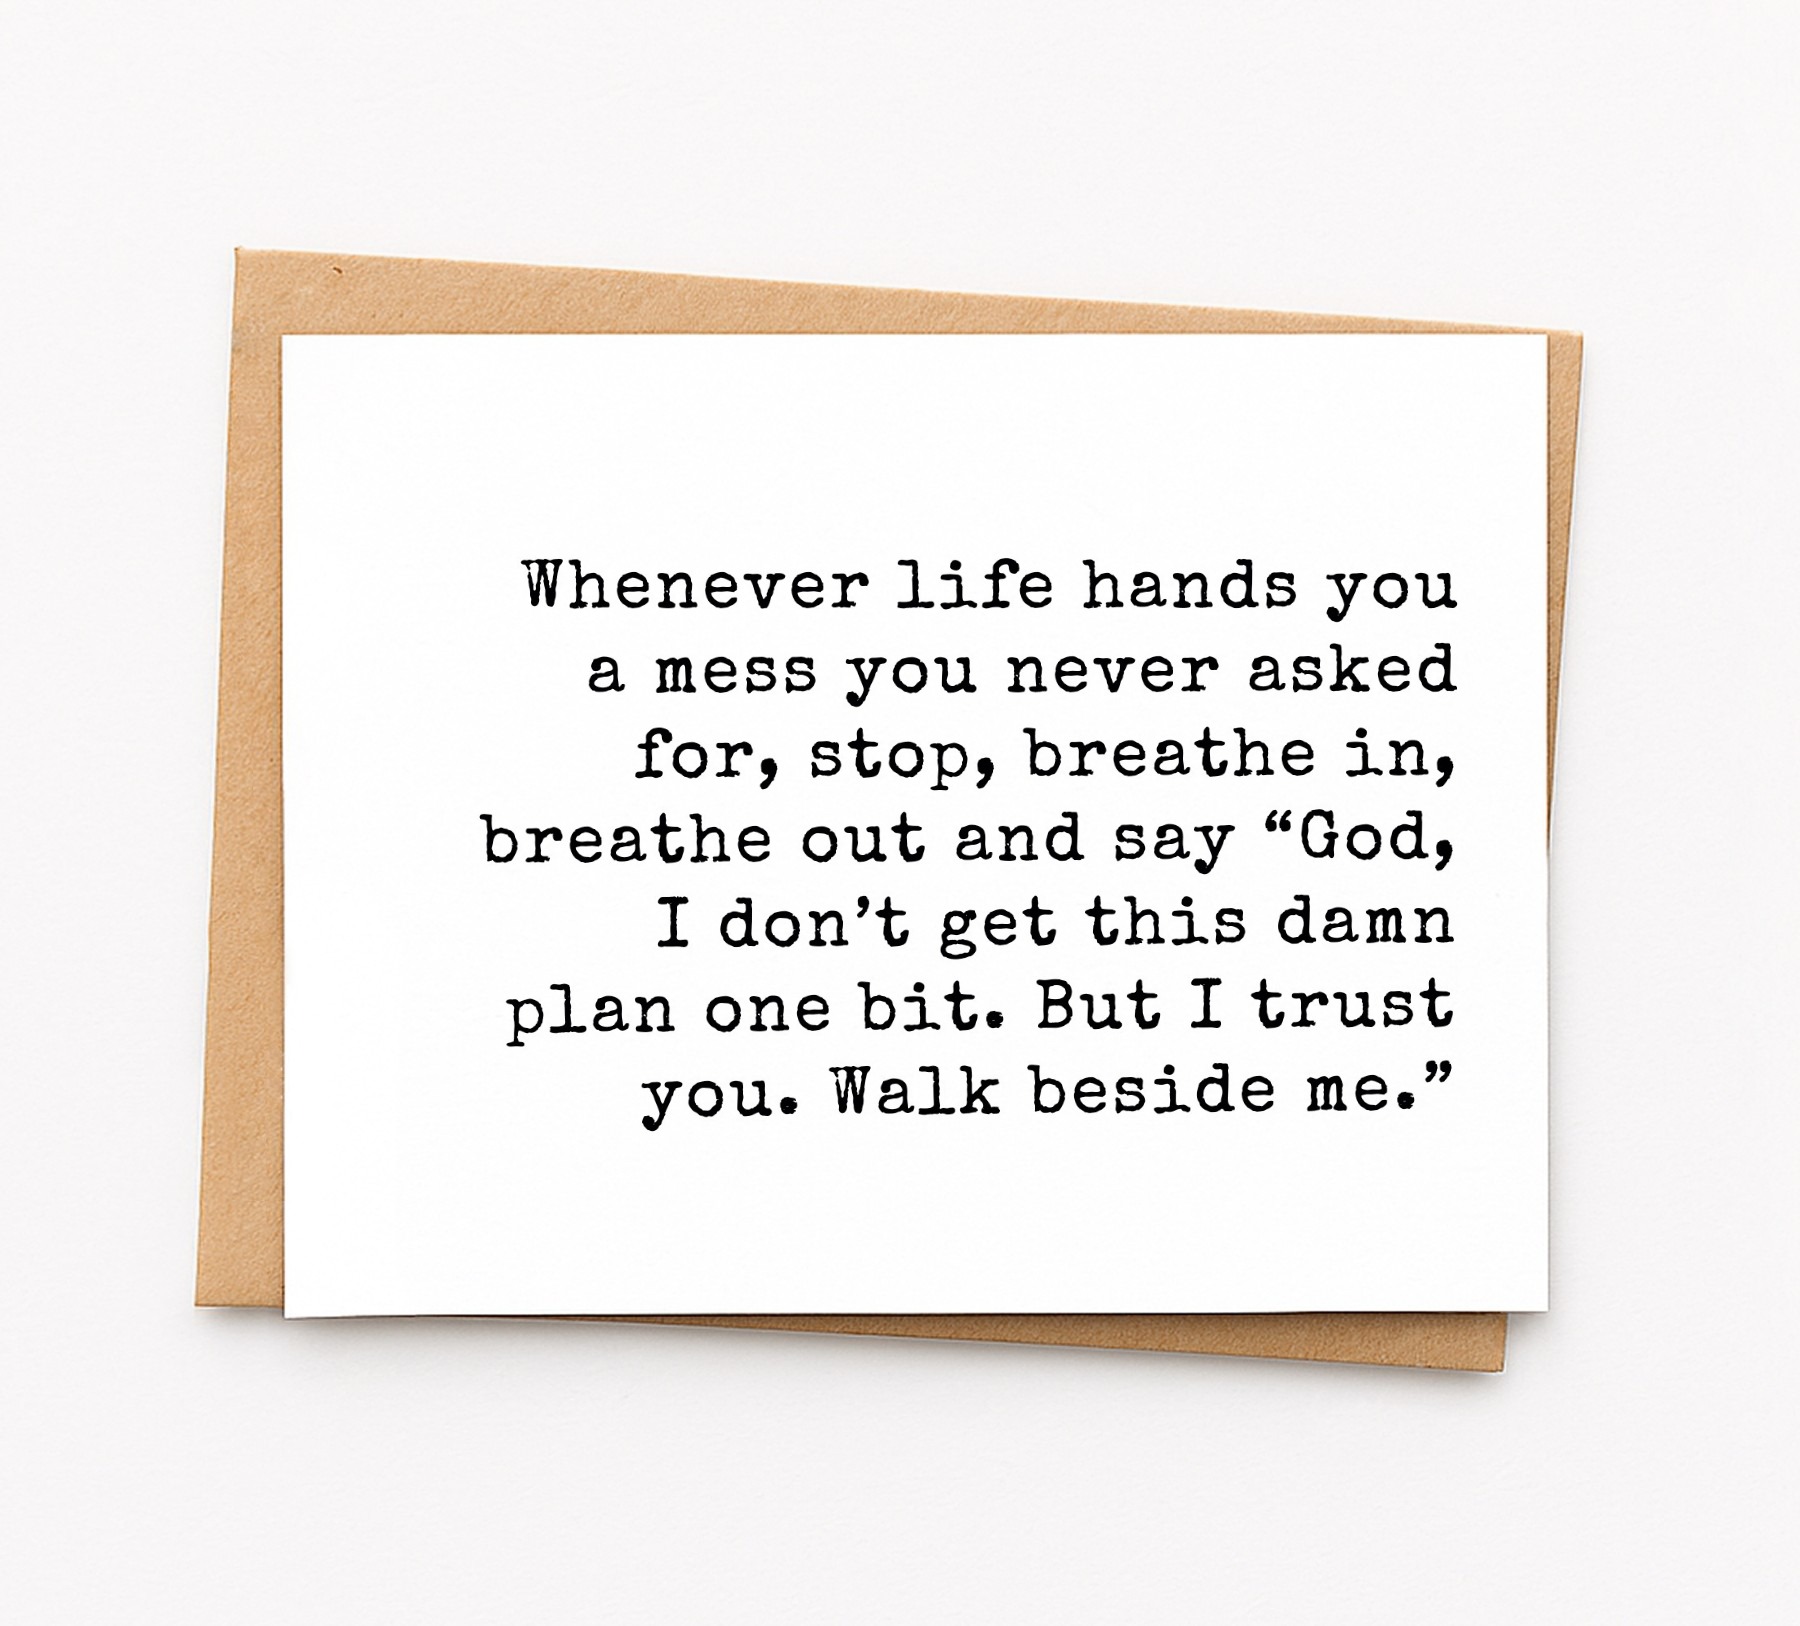 Whenever life hands you
a mess you never asked
for, stop, breathe in,
breathe out and say “God,
I don’t get this damn
plan one bit. But I trust
you. Walk beside me.”